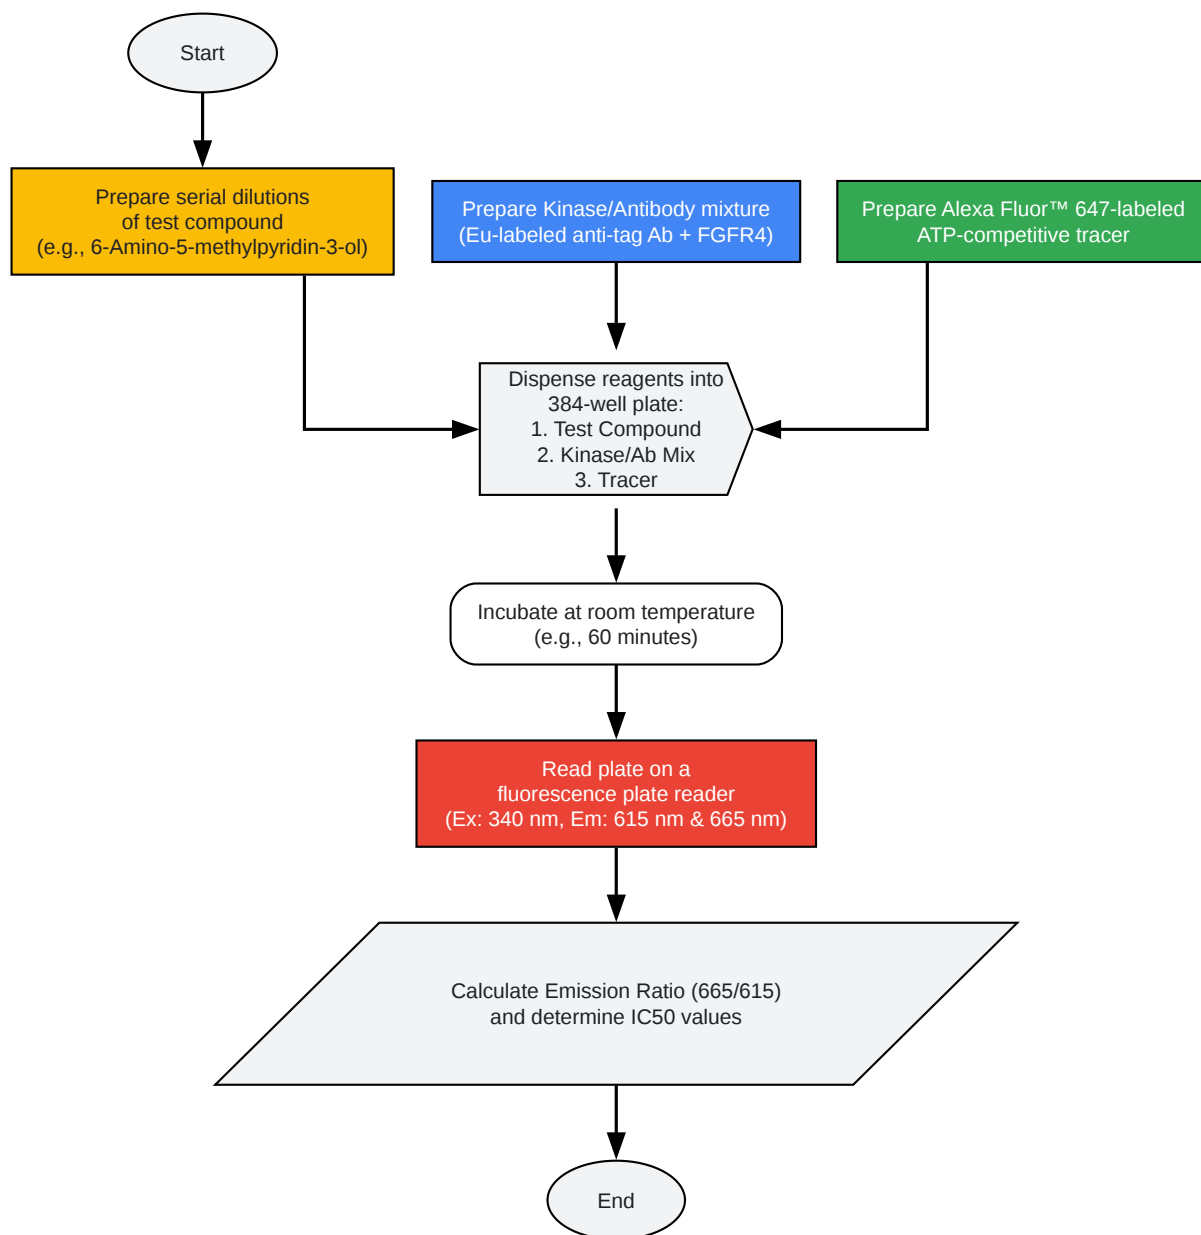 Start
Prepare serial dilutions
of test compound
(e.g., 6-Amino-5-methylpyridin-3-ol)
Prepare Kinase/Antibody mixture
(Eu-labeled anti-tag Ab + FGFR4)
Prepare Alexa Fluor™ 647-labeled
ATP-competitive tracer
Dispense reagents into
384-well plate:
1. Test Compound
2. Kinase/Ab Mix
3. Tracer
Incubate at room temperature
(e.g., 60 minutes)
Read plate on a
fluorescence plate reader
(Ex: 340 nm, Em: 615 nm & 665 nm)
Calculate Emission Ratio (665/615)
and determine IC50 values
End